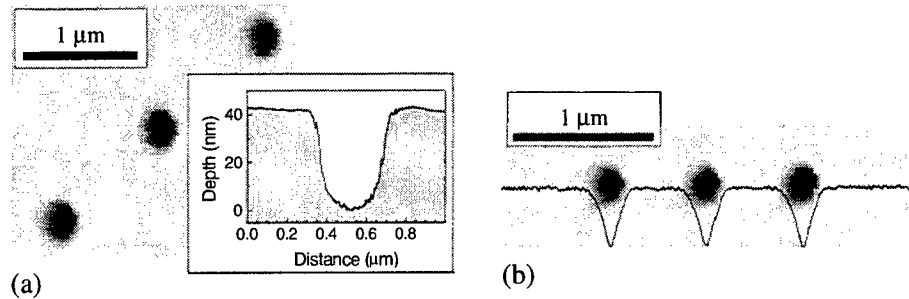 1 μm
Depth (nm)
40
20
0
0.0 0.2 0.4 0.6 0.8
Distance (μm)
(a)
1 μm
(b)